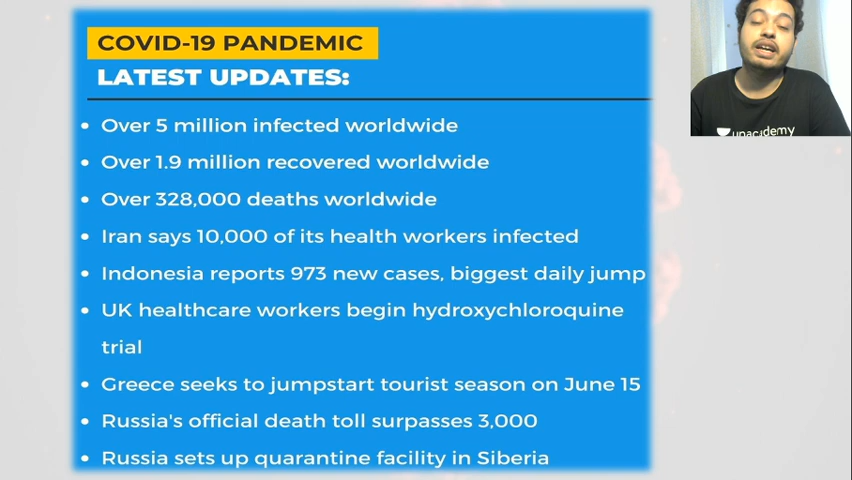 COVID-19 PANDEMIC
LATEST UPDATES:
• Over 5 million infected worldwide
• Over 1.9 million recovered worldwide
• Over 328,000 deaths worldwide
• Iran says 10,000 of its health workers infected
• Indonesia reports 973 new cases, biggest daily jump
• UK healthcare workers begin hydroxychloroquine
trial
• Greece seeks to jumpstart tourist season on June 15
• Russia's official death toll surpasses 3,000
• Russia sets up quarantine facility in Siberia
unacademy